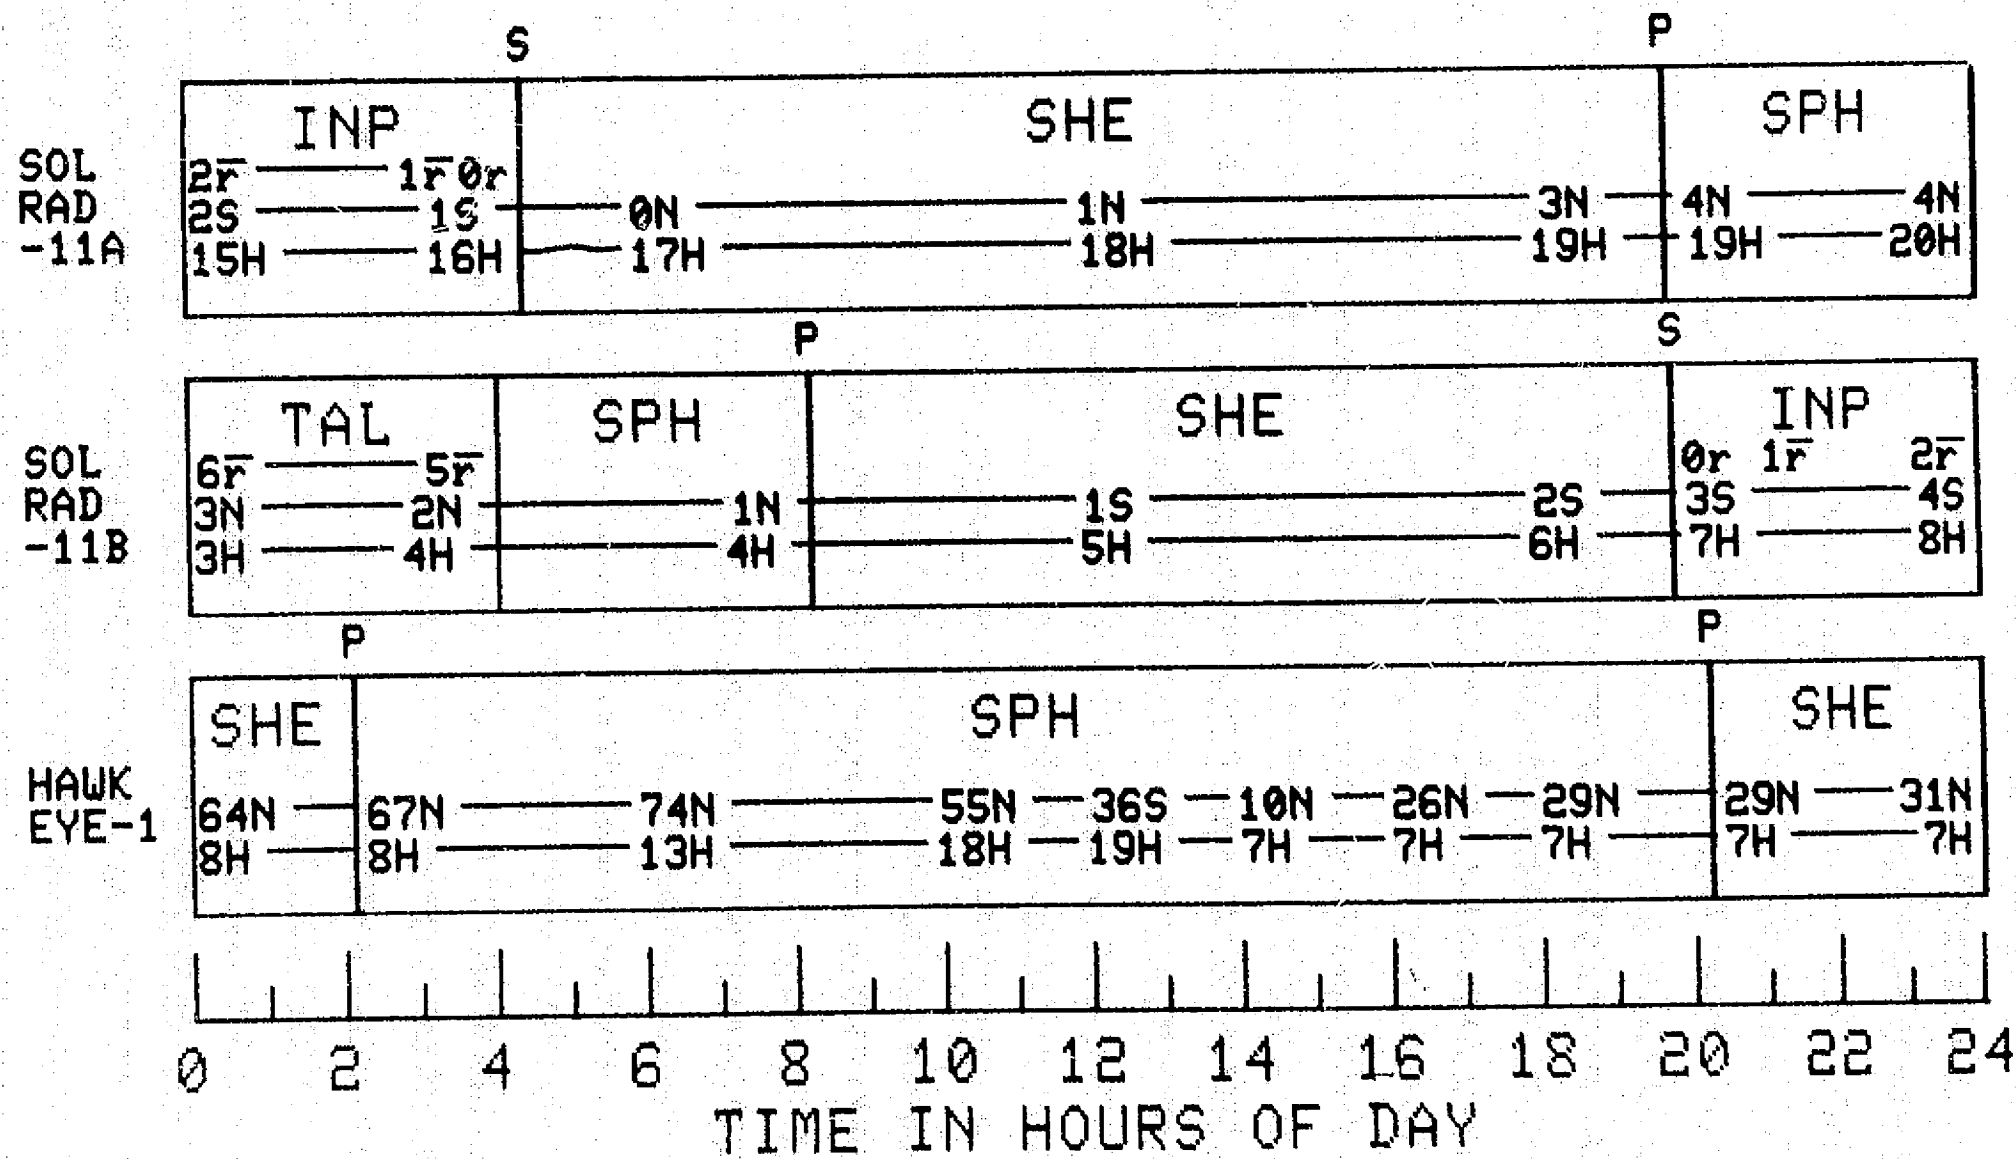 S P
INP SHE SPH
SOL 2r̅ 1r̅ 0r
RAD 2S 1S 0N 1N 3N 4N 4N
-11A 15H 16H 17H 18H 19H 19H 20H
P S
TAL SPH SHE INP
SOL 6r̅ 5r̅ 0r 1r̅ 2r̅
RAD 3N 2N 1N 1S 2S 3S 4S
-11B 3H 4H 4H 5H 6H 7H 8H
P P
SHE SPH SHE
HAWK 64N 67N 74N 55N 36S 10N 26N 29N 29N 31N
EYE-1 8H 8H 13H 18H 19H 7H 7H 7H 7H 7H
0 2 4 6 8 10 12 14 16 18 20 22 24
TIME IN HOURS OF DAY